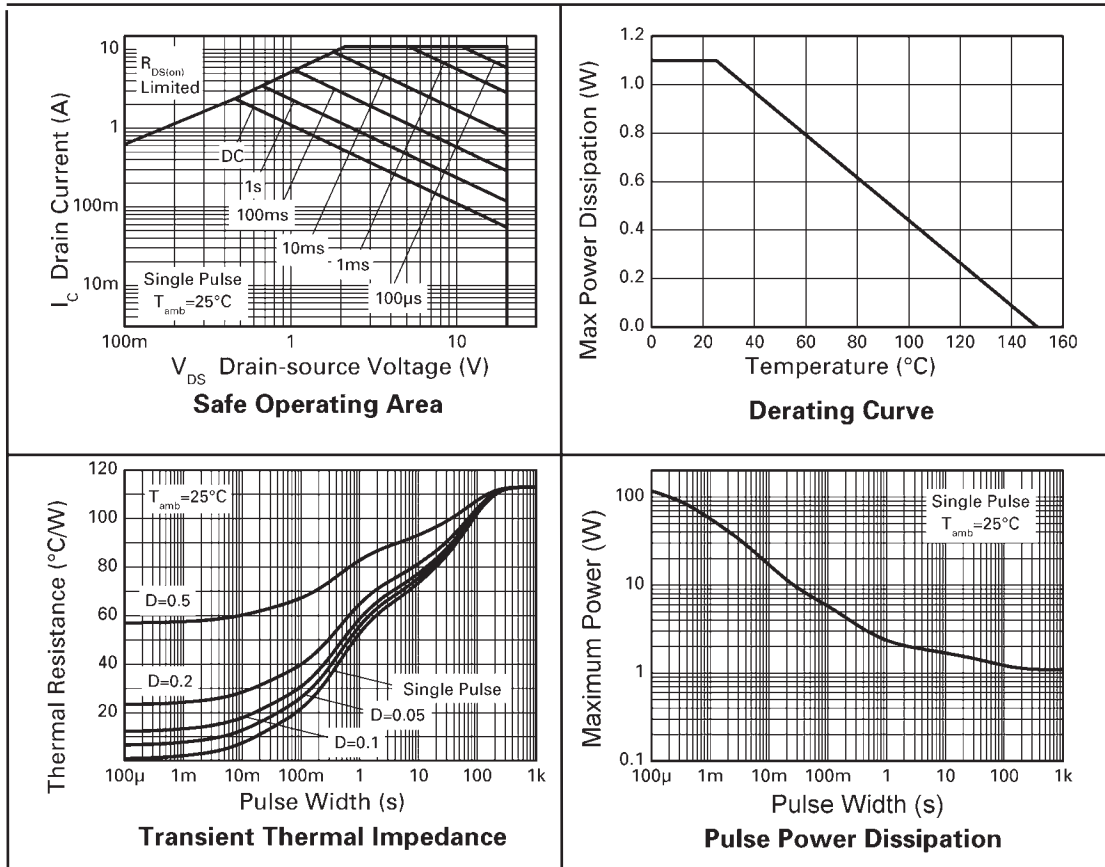 10
1
100m
10m
I_C Drain Current (A)
R_DS(on)
Limited
DC
1s
100ms
10ms
1ms
100µs
Single Pulse
T_amb=25°C
100m 1 10
V_DS Drain-source Voltage (V)
Safe Operating Area
1.2
1.0
0.8
0.6
0.4
0.2
0.0
Max Power Dissipation (W)
0 20 40 60 80 100 120 140 160
Temperature (°C)
Derating Curve
120
100
80
60
40
20
Thermal Resistance (°C/W)
T_amb=25°C
D=0.5
D=0.2
Single Pulse
D=0.05
D=0.1
100µ 1m 10m 100m 1 10 100 1k
Pulse Width (s)
Transient Thermal Impedance
100
10
1
0.1
Maximum Power (W)
Single Pulse
T_amb=25°C
100µ 1m 10m 100m 1 10 100 1k
Pulse Width (s)
Pulse Power Dissipation